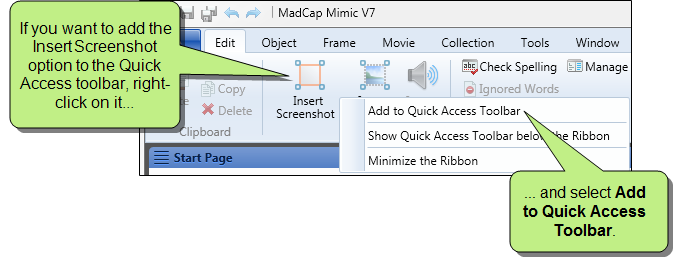 MadCap Mimic V7
If you want to add the
Insert Screenshot
option to the Quick
Access toolbar, right-
click on it...
Edit Object Frame Movie Collection Tools Window
Copy
Delete
Clipboard
Insert
Screenshot
Check Spelling
Manage
Ignored Words
Add to Quick Access Toolbar
Show Quick Access Toolbar below the Ribbon
Minimize the Ribbon
Start Page
... and select Add
to Quick Access
Toolbar.